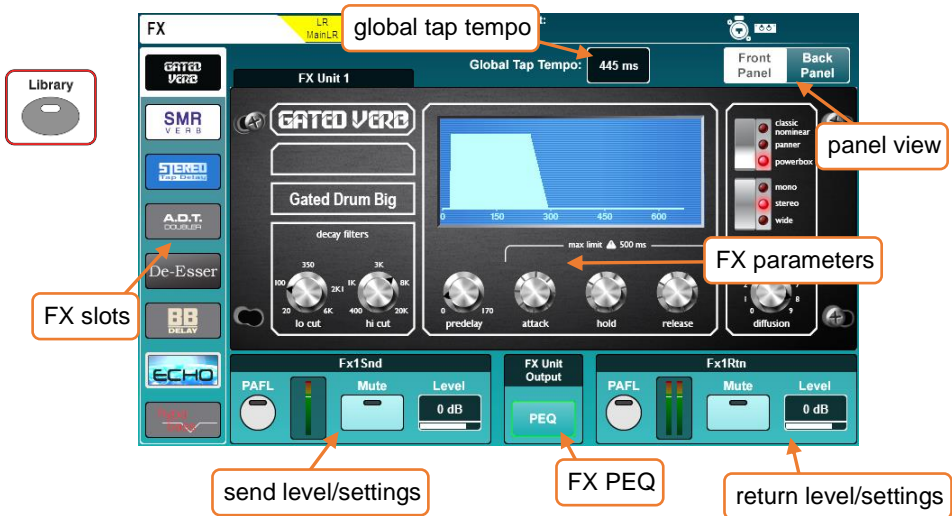 FX
LR
MainLR
t:
global tap tempo
Global Tap Tempo:
445 ms
Front Panel
Back Panel
panel view
Library
GATED VERB
SMR VERB
STEREO Tap Delay
A.D.T. DOUBLER
De-Esser
BB DELAY
ECHO
FX slots
FX Unit 1
GATED VERB
Gated Drum Big
decay filters
350
100
2K1
20
6K
lo cut
3K
1K
8K
400
20K
hi cut
0 150 300 450 600
max limit ⚠ 500 ms
FX parameters
0
170
predelay
attack
hold
release
classic
nominear
panner
powerbox
mono
stereo
wide
2
1
8
0
9
diffusion
Fx1Snd
PAFL
Mute
Level
0 dB
FX Unit
Output
PEQ
Fx1Rtn
PAFL
Mute
Level
0 dB
send level/settings
FX PEQ
return level/settings